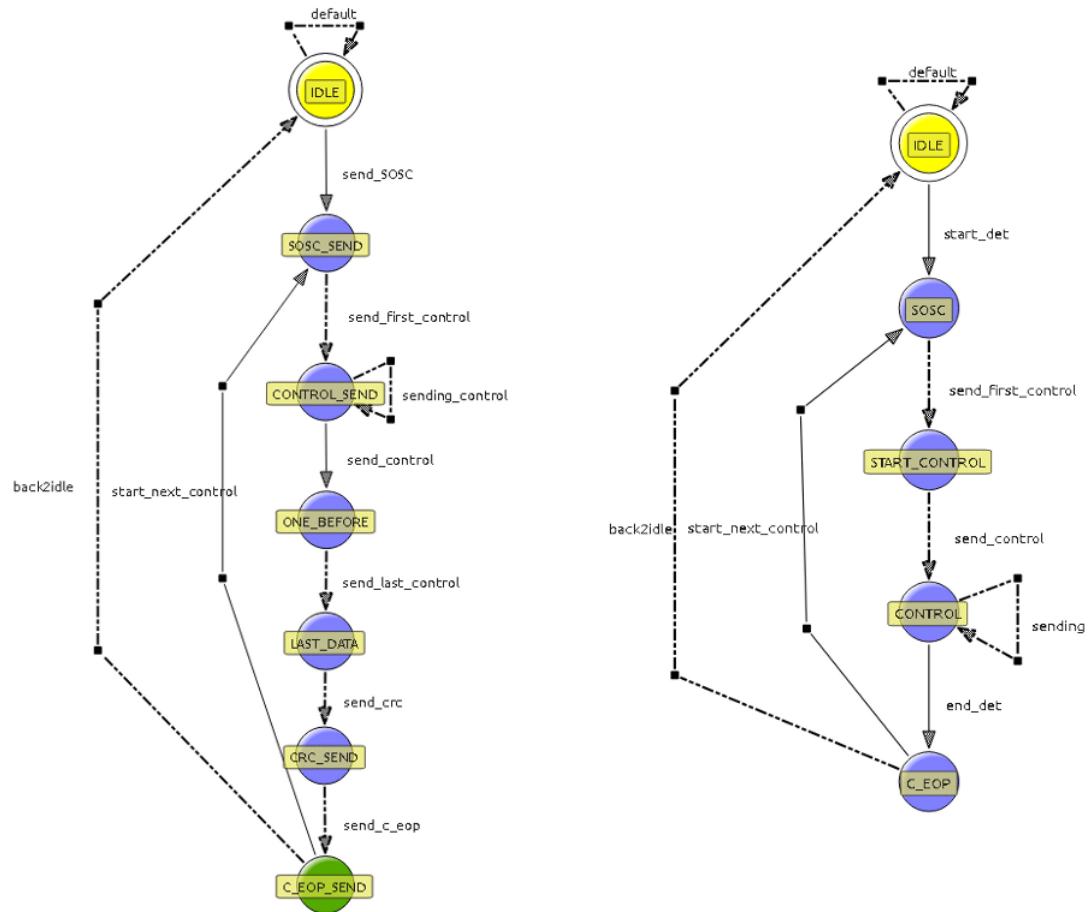 default
IDLE
send_SOSC
SOSC_SEND
send_first_control
CONTROL_SEND
sending_control
send_control
back2idle
start_next_control
ONE_BEFORE
send_last_control
LAST_DATA
send_crc
CRC_SEND
send_c_eop
C_EOP_SEND
default
IDLE
start_det
SOSC
send_first_control
START_CONTROL
back2idle
start_next_control
send_control
CONTROL
sending
end_det
C_EOP